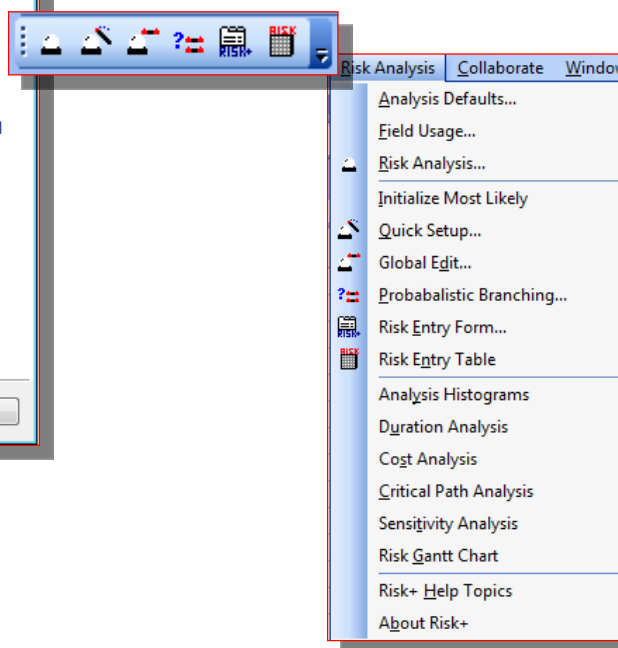 ? RISK+ RISK
Risk Analysis Collaborate Window
Analysis Defaults...
Field Usage...
Risk Analysis...
Initialize Most Likely
Quick Setup...
Global Edit...
? Probabalistic Branching...
RISK+ Risk Entry Form...
RISK Risk Entry Table
Analysis Histograms
Duration Analysis
Cost Analysis
Critical Path Analysis
Sensitivity Analysis
Risk Gantt Chart
Risk+ Help Topics
About Risk+